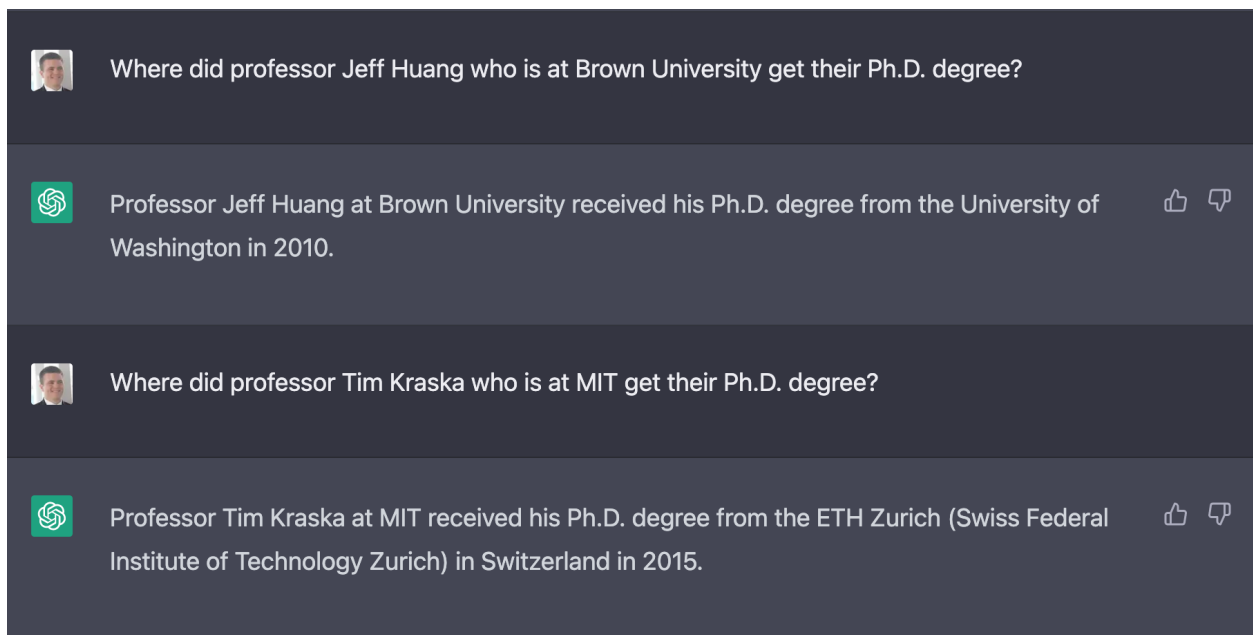 Where did professor Jeff Huang who is at Brown University get their Ph.D. degree?
Professor Jeff Huang at Brown University received his Ph.D. degree from the University of
Washington in 2010.
Where did professor Tim Kraska who is at MIT get their Ph.D. degree?
Professor Tim Kraska at MIT received his Ph.D. degree from the ETH Zurich (Swiss Federal
Institute of Technology Zurich) in Switzerland in 2015.